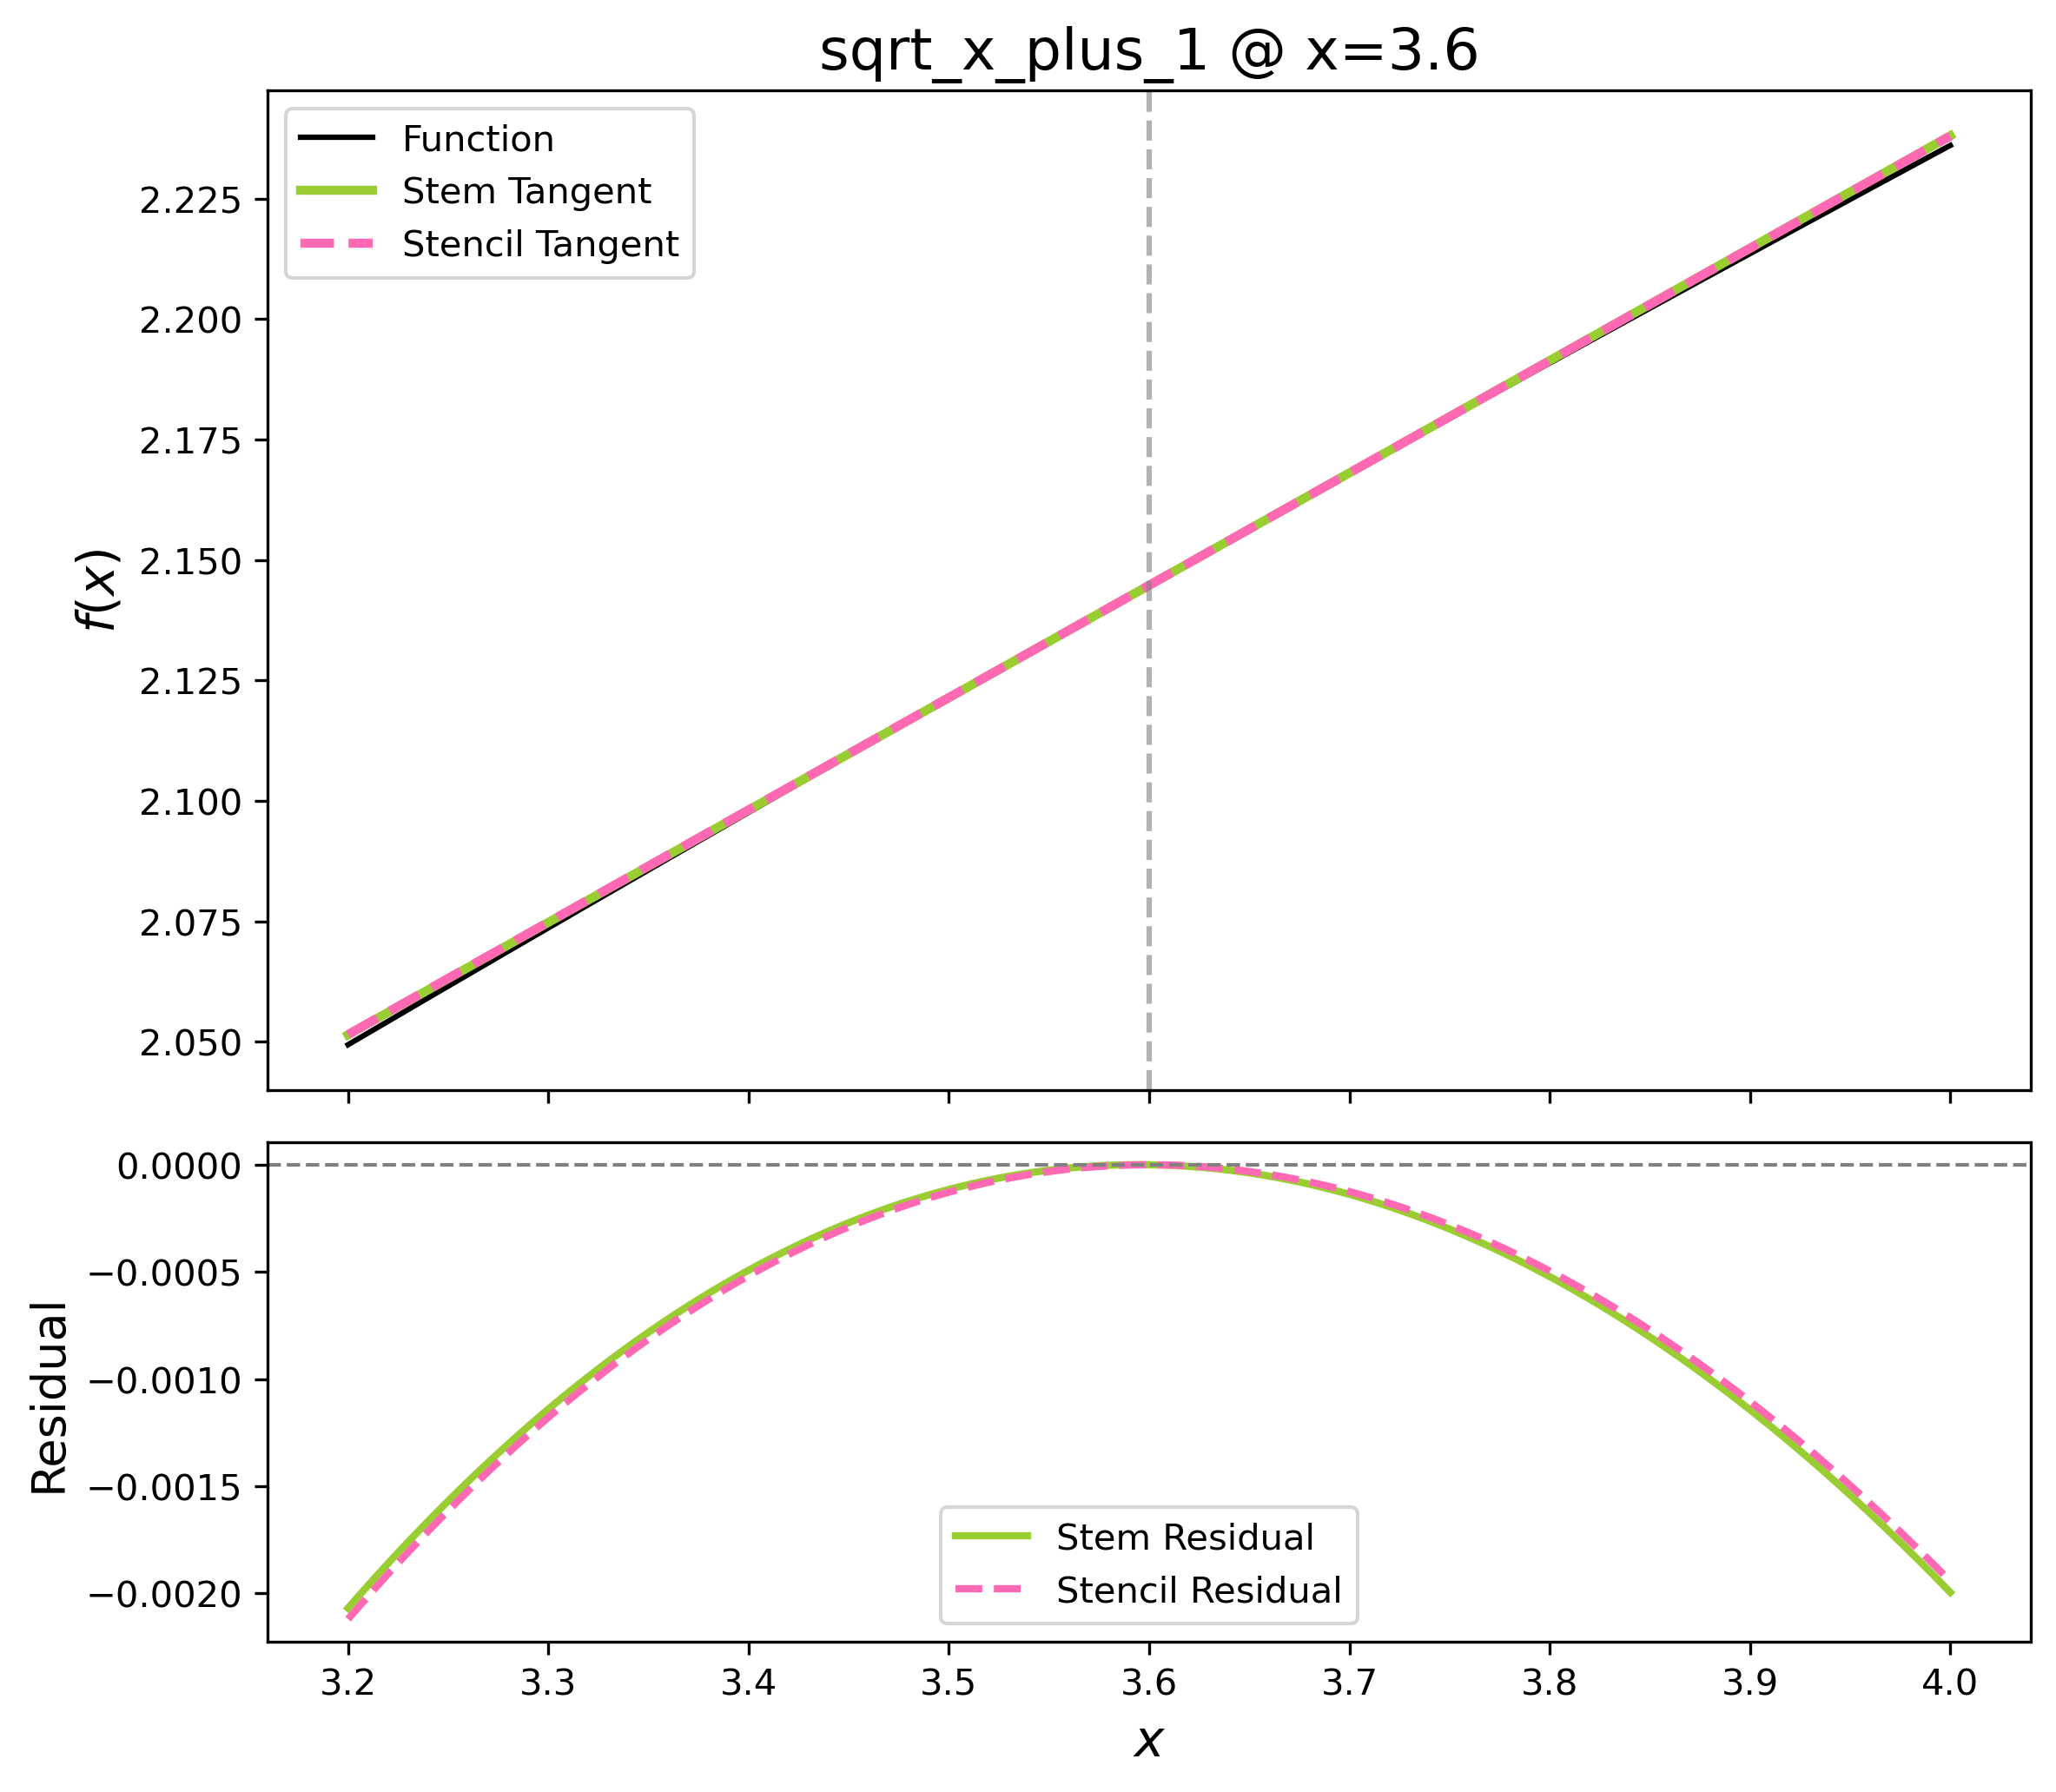 sqrt_x_plus_1 @ x=3.6
Function
Stem Tangent
Stencil Tangent
f(x)
2.225
2.200
2.175
2.150
2.125
2.100
2.075
2.050
Residual
0.0000
−0.0005
−0.0010
−0.0015
−0.0020
Stem Residual
Stencil Residual
3.2 3.3 3.4 3.5 3.6 3.7 3.8 3.9 4.0
x